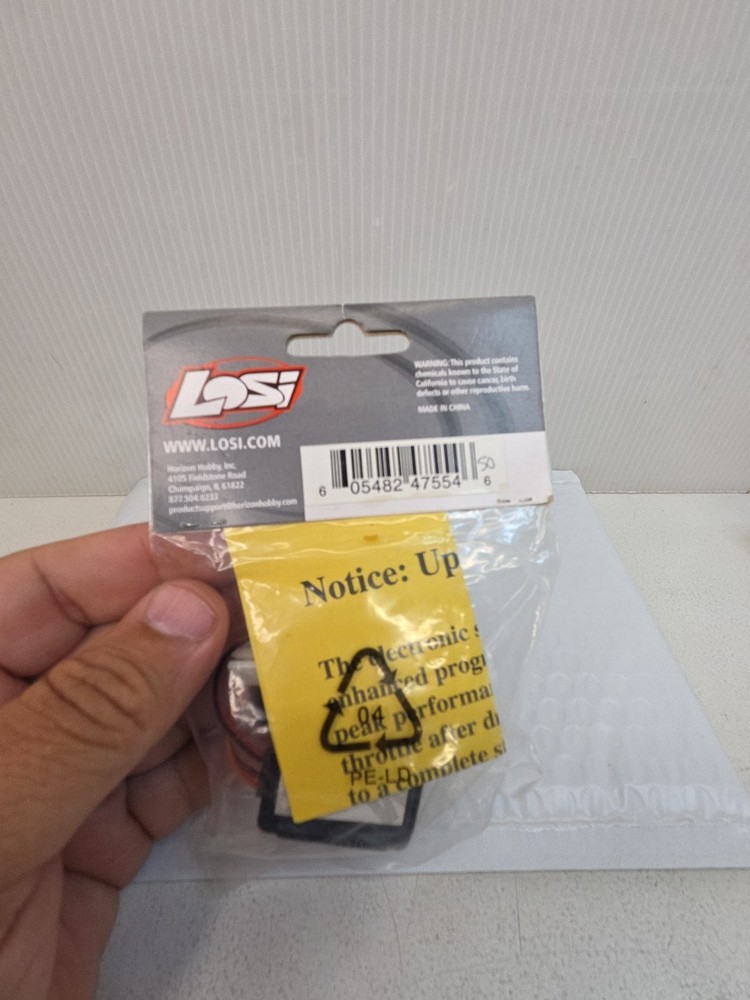 LOSI
WWW.LOSI.COM
Horizon Hobby, Inc.
4105 Fieldstone Road
Champaign, IL 61822
877.504.0233
productsupport@horizonhobby.com
WARNING: This product contains
chemicals known to the State of
California to cause cancer, birth
defects or other reproductive harm.
MADE IN CHINA
50
6 05482 47554 6
Notice: Up
The electronic s
enhanced prog
peak performa
throttle after d
to a complete s
04
PE-LD